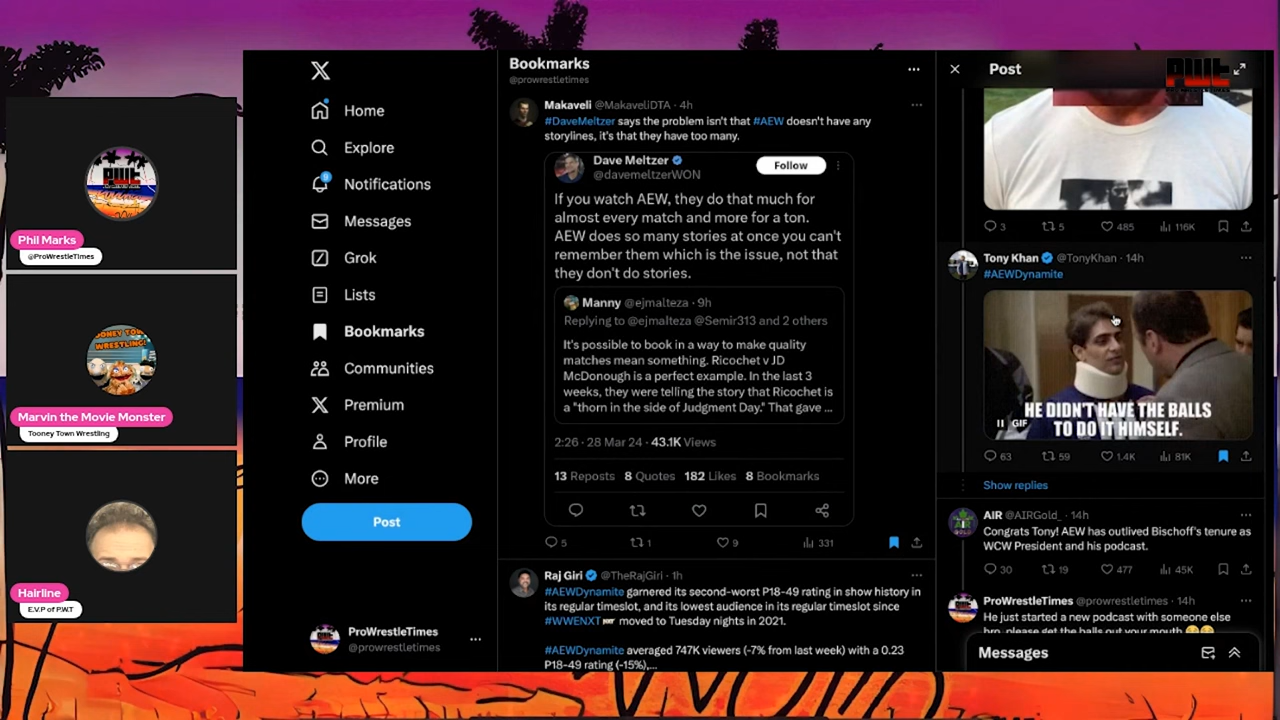 PWT
Phil Marks
@ProWrestleTimes
TOONEY TOWN
WRESTLING!
Marvin the Movie Monster
Tooney Town Wrestling
Hairline
E.V.P of P.W.T
Home
Explore
Notifications
Messages
Grok
Lists
Bookmarks
Communities
Premium
Profile
More
Post
ProWrestleTimes
@prowrestletimes
Bookmarks
@prowrestletimes
Makaveli @MakaveliDTA · 4h
#DaveMeltzer says the problem isn't that #AEW doesn't have any
storylines, it's that they have too many.
Dave Meltzer
@davemeltzerWON
Follow
If you watch AEW, they do that much for
almost every match and more for a ton.
AEW does so many stories at once you can't
remember them which is the issue, not that
they don't do stories.
Manny @ejmalteza · 9h
Replying to @ejmalteza @Semir313 and 2 others
It's possible to book in a way to make quality
matches mean something. Ricochet v JD
McDonough is a perfect example. In the last 3
weeks, they were telling the story that Ricochet is
a "thorn in the side of Judgment Day." That gave ...
2:26 · 28 Mar 24 · 43.1K Views
13 Reposts 8 Quotes 182 Likes 8 Bookmarks
5 1 9 331
Raj Giri @TheRajGiri · 1h
#AEWDynamite garnered its second-worst P18-49 rating in show history in
its regular timeslot, and its lowest audience in its regular timeslot since
#WWENXT moved to Tuesday nights in 2021.
#AEWDynamite averaged 747K viewers (-7% from last week) with a 0.23
P18-49 rating (-15%),...
Post
PWT
3 5 485 116K
Tony Khan @TonyKhan · 14h
#AEWDynamite
HE DIDN'T HAVE THE BALLS
TO DO IT HIMSELF.
GIF
63 59 1.4K 81K
Show replies
AIR @AIRGold_ · 14h
Congrats Tony! AEW has outlived Bischoff's tenure as
WCW President and his podcast.
30 19 477 45K
ProWrestleTimes @prowrestletimes · 14h
He just started a new podcast with someone else
bro, please get the balls out your mouth
Messages